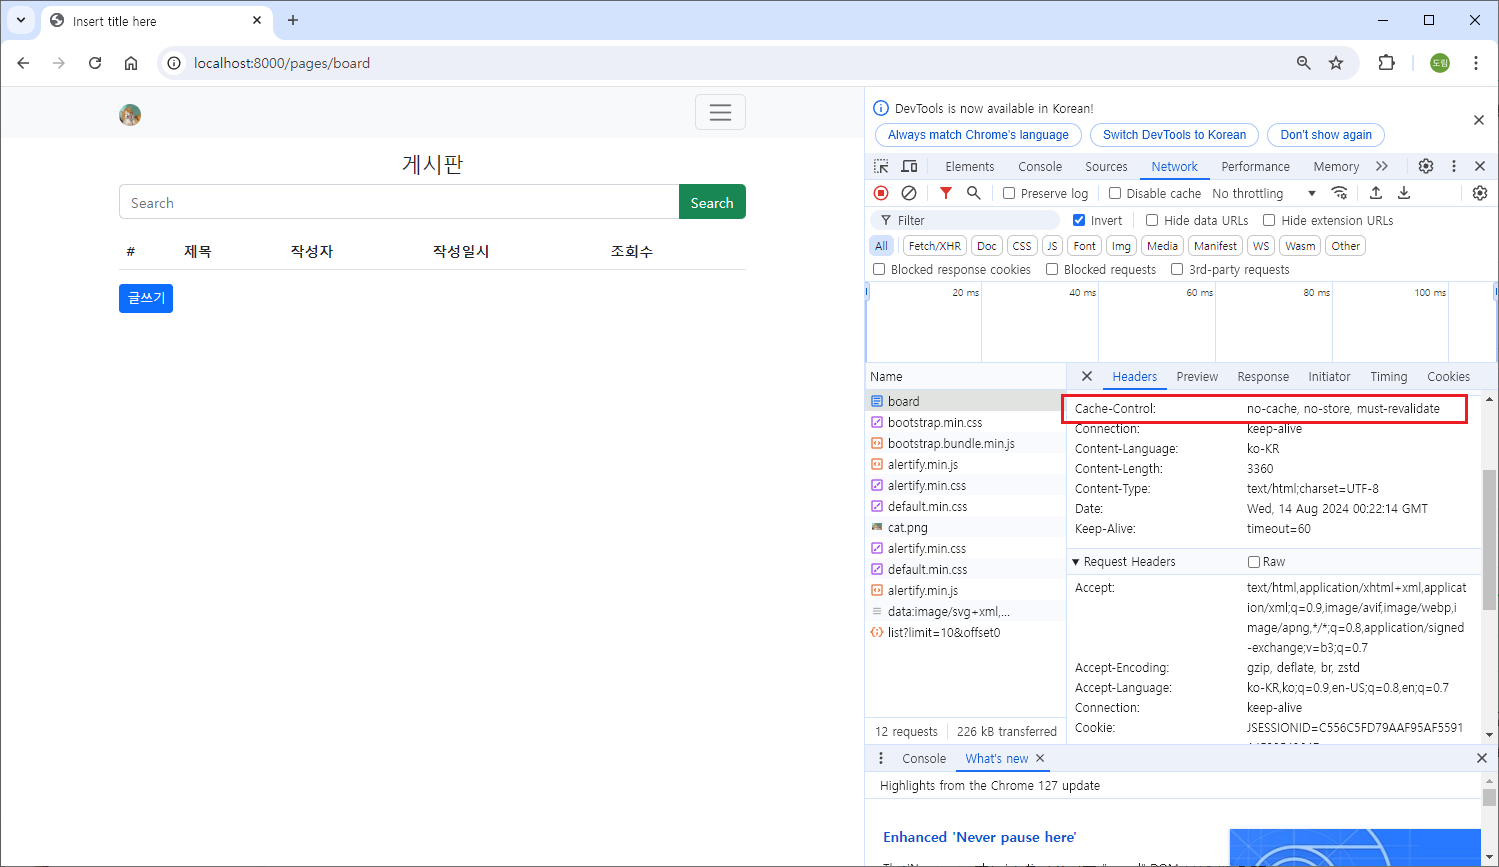 Insert title here
localhost:8000/pages/board
도림
게시판
Search
Search
# 제목 작성자 작성일시 조회수
글쓰기
DevTools is now available in Korean!
Always match Chrome's language Switch DevTools to Korean Don't show again
Elements Console Sources Network Performance Memory
Preserve log Disable cache No throttling
Filter Invert Hide data URLs Hide extension URLs
All Fetch/XHR Doc CSS JS Font Img Media Manifest WS Wasm Other
Blocked response cookies Blocked requests 3rd-party requests
20 ms 40 ms 60 ms 80 ms 100 ms
Name
board
bootstrap.min.css
bootstrap.bundle.min.js
alertify.min.js
alertify.min.css
default.min.css
cat.png
alertify.min.css
default.min.css
alertify.min.js
data:image/svg+xml,...
list?limit=10&offset0
12 requests 226 kB transferred
Headers Preview Response Initiator Timing Cookies
Cache-Control: no-cache, no-store, must-revalidate
Connection: keep-alive
Content-Language: ko-KR
Content-Length: 3360
Content-Type: text/html;charset=UTF-8
Date: Wed, 14 Aug 2024 00:22:14 GMT
Keep-Alive: timeout=60
Request Headers Raw
Accept: text/html,application/xhtml+xml,applicat
ion/xml;q=0.9,image/avif,image/webp,i
mage/apng,*/*;q=0.8,application/signed
-exchange;v=b3;q=0.7
Accept-Encoding: gzip, deflate, br, zstd
Accept-Language: ko-KR,ko;q=0.9,en-US;q=0.8,en;q=0.7
Connection: keep-alive
Cookie: JSESSIONID=C556C5FD79AAF95AF5591
Console What's new
Highlights from the Chrome 127 update
Enhanced 'Never pause here'